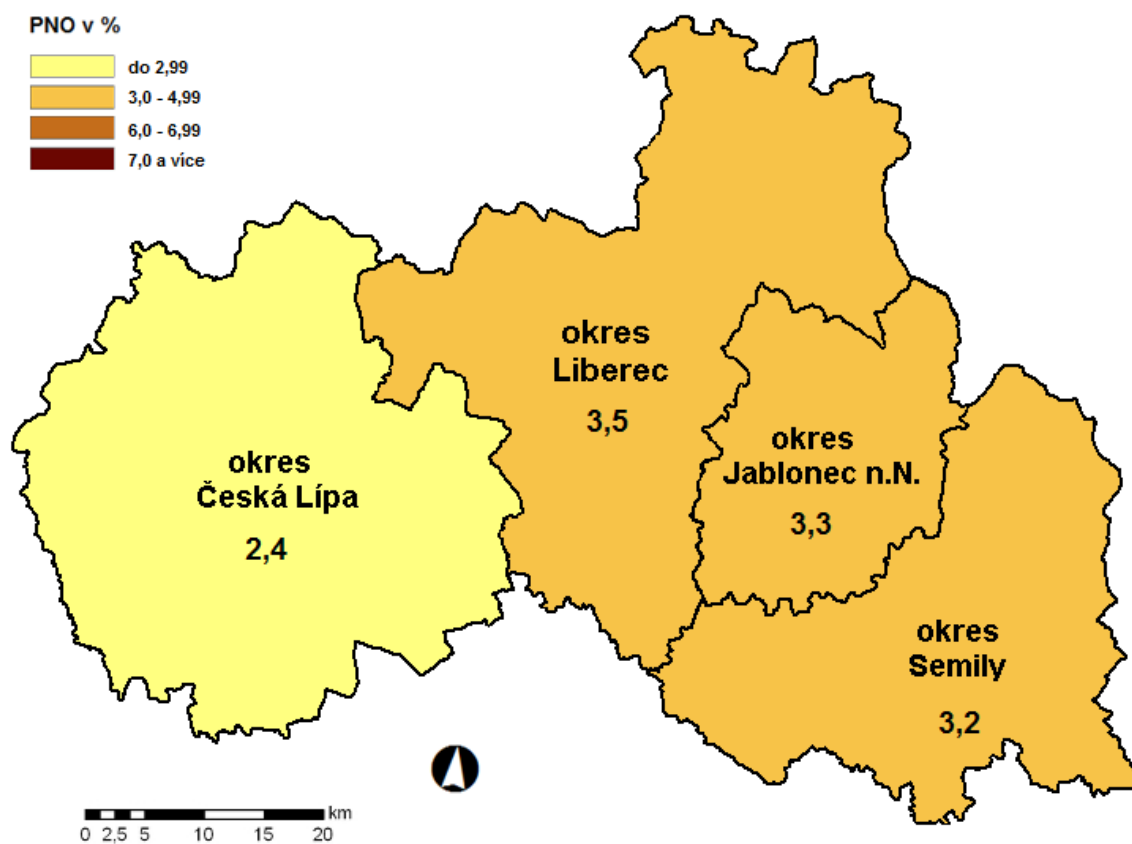 PNO v %
do 2,99
3,0 - 4,99
6,0 - 6,99
7,0 a více
okres
Liberec
3,5
okres
Jablonec n.N.
3,3
okres
Česká Lípa
2,4
okres
Semily
3,2
km
0 2,5 5 10 15 20